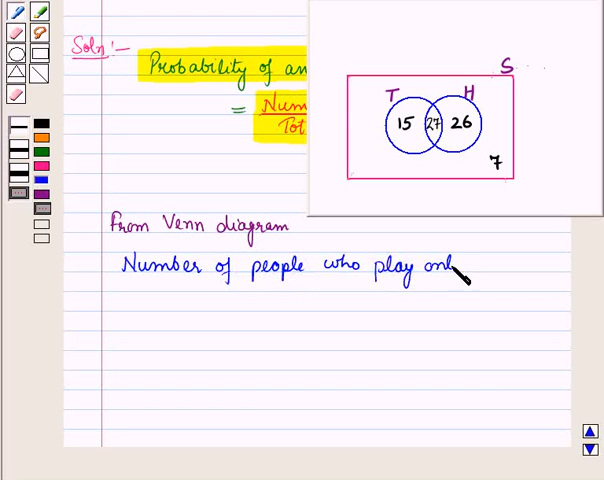 Soln :-
Probability of an
= Num
Tot
S
T H
15 27 26
7
From Venn diagram
Number of people who play onl